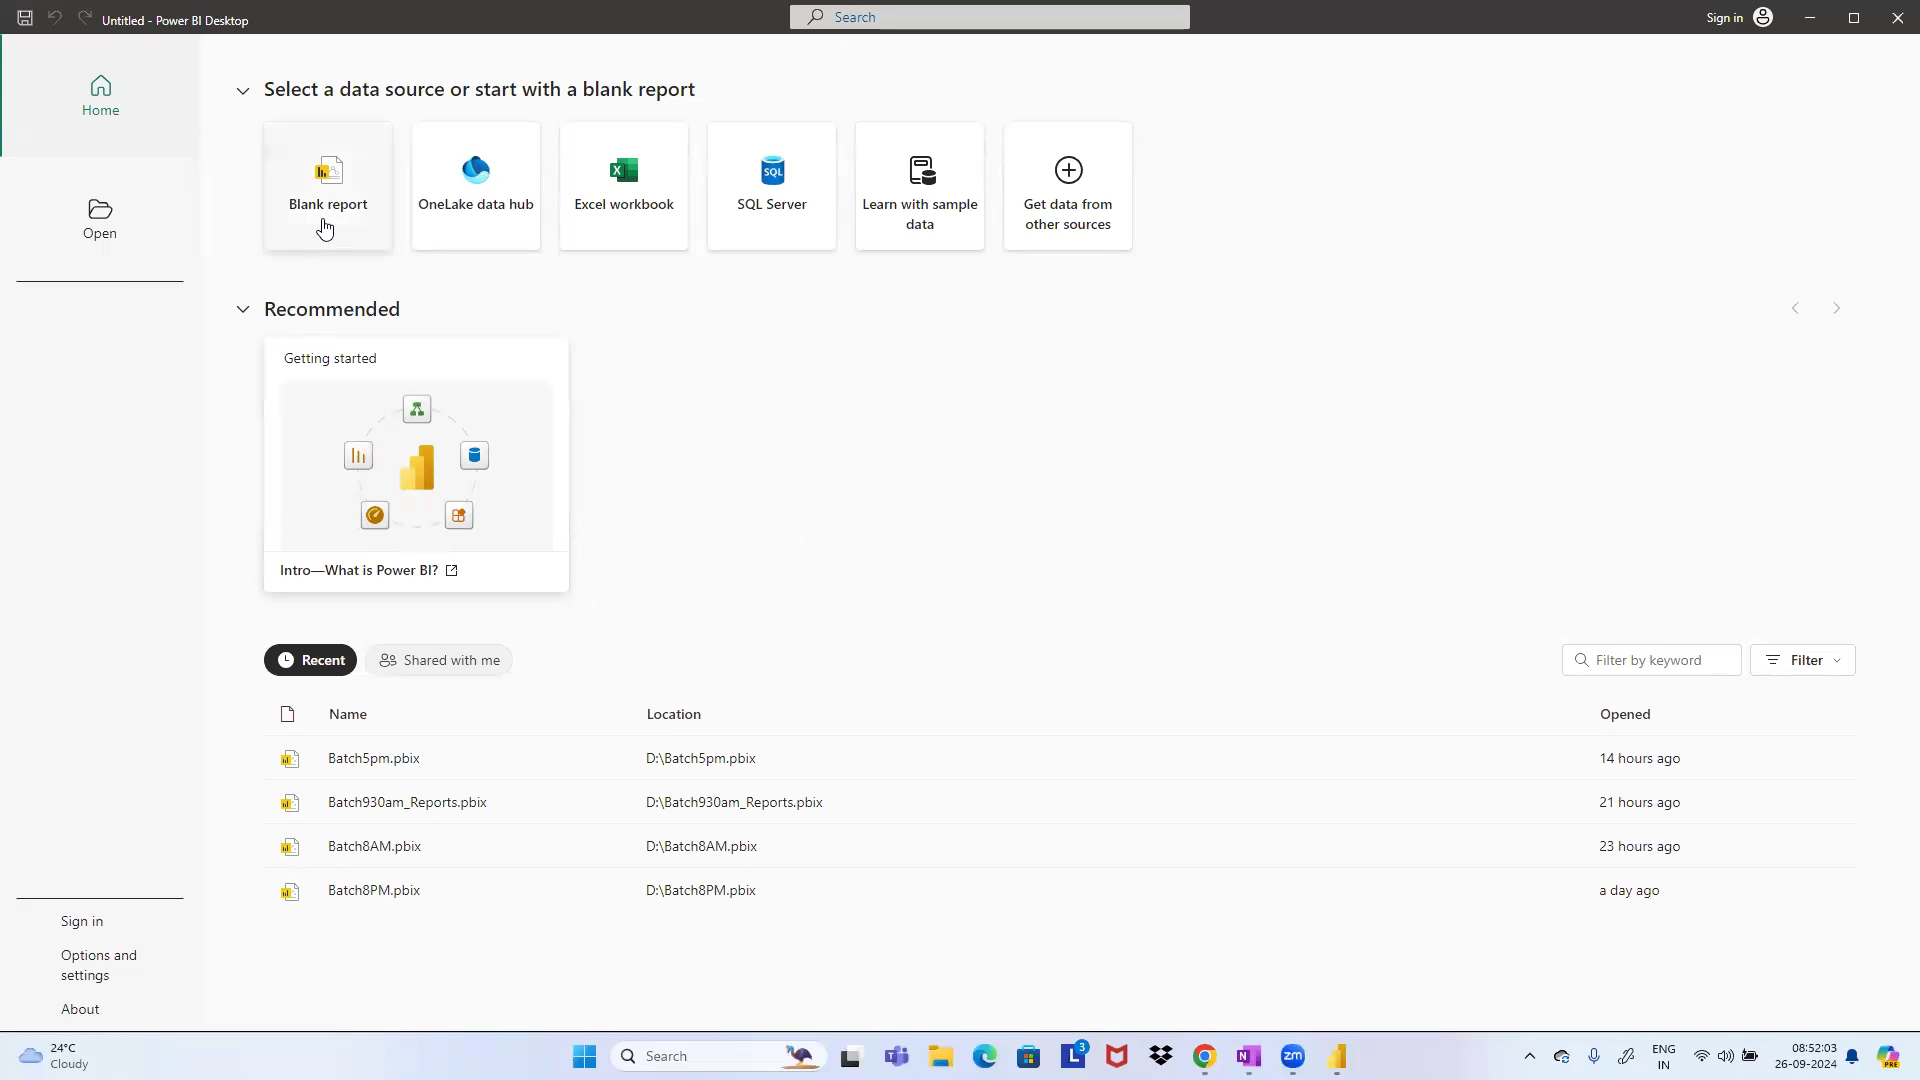 Untitled - Power BI Desktop
Search
Sign in
Home
Open
Select a data source or start with a blank report
Blank report
OneLake data hub
Excel workbook
SQL
SQL Server
Learn with sample
data
Get data from
other sources
Recommended
Getting started
Intro—What is Power BI?
Recent
Shared with me
Filter by keyword
Filter
Name Location Opened
Batch5pm.pbix D:\Batch5pm.pbix 14 hours ago
Batch930am_Reports.pbix D:\Batch930am_Reports.pbix 21 hours ago
Batch8AM.pbix D:\Batch8AM.pbix 23 hours ago
Batch8PM.pbix D:\Batch8PM.pbix a day ago
Sign in
Options and
settings
About
24°C
Cloudy
Search
L
3
N
zm
ENG
IN
08:52:03
26-09-2024
PRE